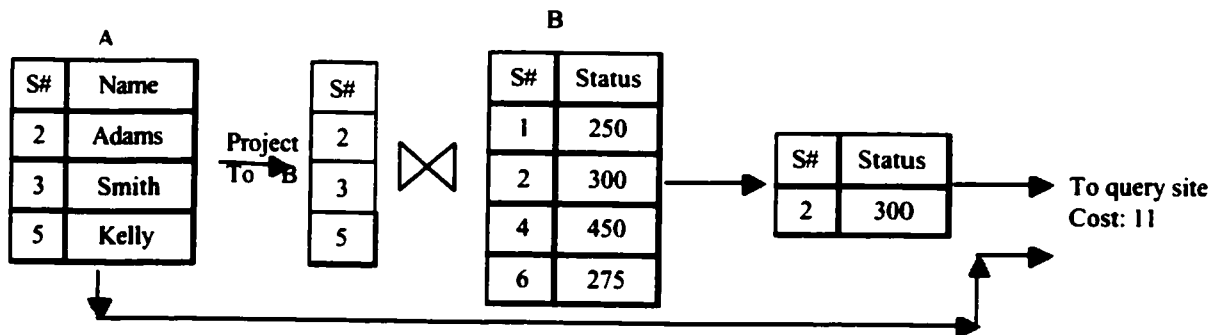 A
S# Name
2 Adams
3 Smith
5 Kelly
Project
To B
S#
2
3
5
B
S# Status
1 250
2 300
4 450
6 275
S# Status
2 300
To query site
Cost: 11